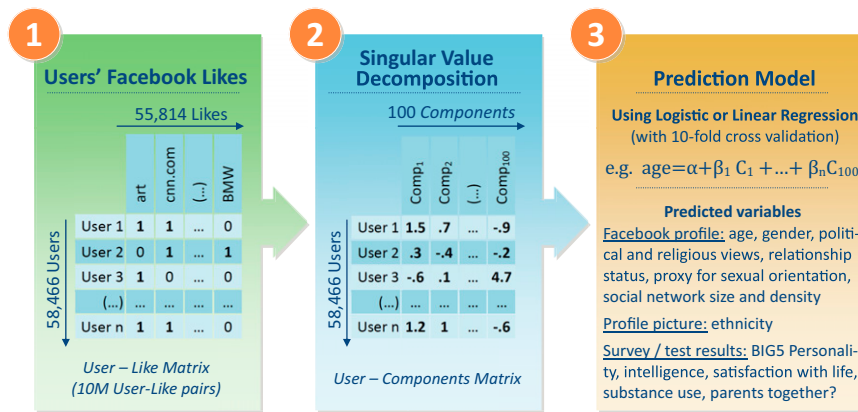 1
Users' Facebook Likes
55,814 Likes
art
cnn.com
(...)
BMW
58,466 Users
User 1 1 1 ... 0
User 2 0 1 ... 1
User 3 1 0 ... 0
(...) ... ... ... ...
User n 1 1 ... 0
User – Like Matrix
(10M User-Like pairs)
2
Singular Value
Decomposition
100 Components
Comp1
Comp2
(...)
Comp100
58,466 Users
User 1 1.5 .7 ... -.9
User 2 .3 -.4 ... -.2
User 3 -.6 .1 ... 4.7
(...) ... ... ... ...
User n 1.2 1 ... -.6
User – Components Matrix
3
Prediction Model
Using Logistic or Linear Regression
(with 10-fold cross validation)
e.g. age=α+β1 C1 +...+ βnC100
Predicted variables
Facebook profile: age, gender, politi-
cal and religious views, relationship
status, proxy for sexual orientation,
social network size and density
Profile picture: ethnicity
Survey / test results: BIG5 Personali-
ty, intelligence, satisfaction with life,
substance use, parents together?